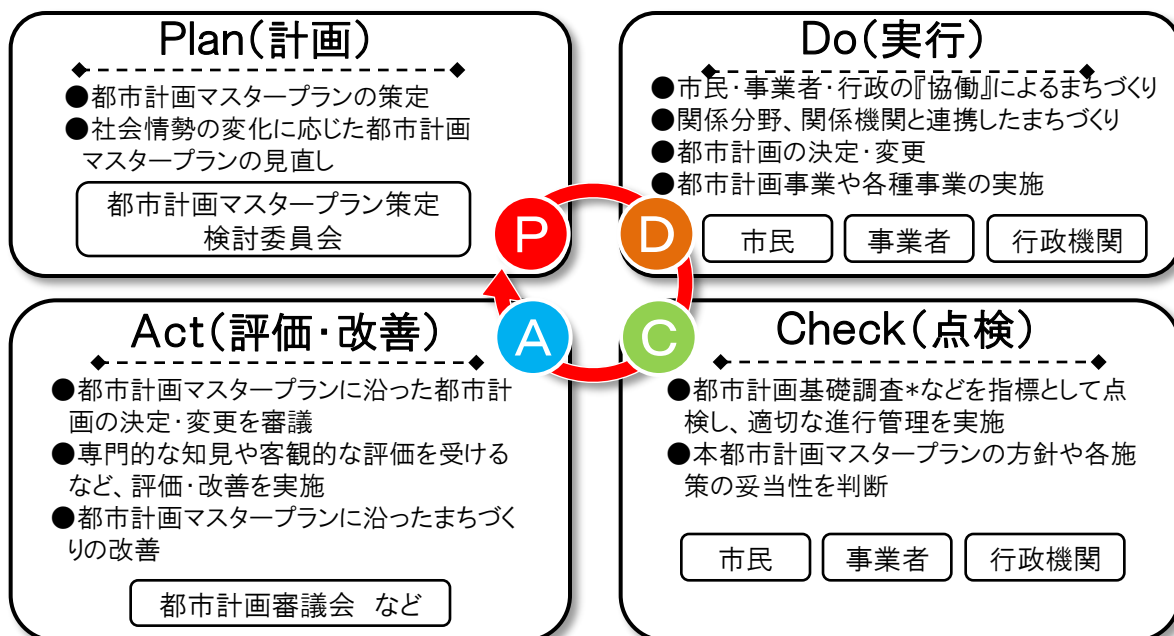 Plan(計画)
●都市計画マスタープランの策定
●社会情勢の変化に応じた都市計画
マスタープランの見直し
都市計画マスタープラン策定
検討委員会
Do(実行)
●市民・事業者・行政の『協働』によるまちづくり
●関係分野、関係機関と連携したまちづくり
●都市計画の決定・変更
●都市計画事業や各種事業の実施
市民
事業者
行政機関
P
D
A
C
Act(評価・改善)
●都市計画マスタープランに沿った都市計
画の決定・変更を審議
●専門的な知見や客観的な評価を受ける
など、評価・改善を実施
●都市計画マスタープランに沿ったまちづく
りの改善
都市計画審議会 など
Check(点検)
●都市計画基礎調査*などを指標として点
検し、適切な進行管理を実施
●本都市計画マスタープランの方針や各施
策の妥当性を判断
市民
事業者
行政機関